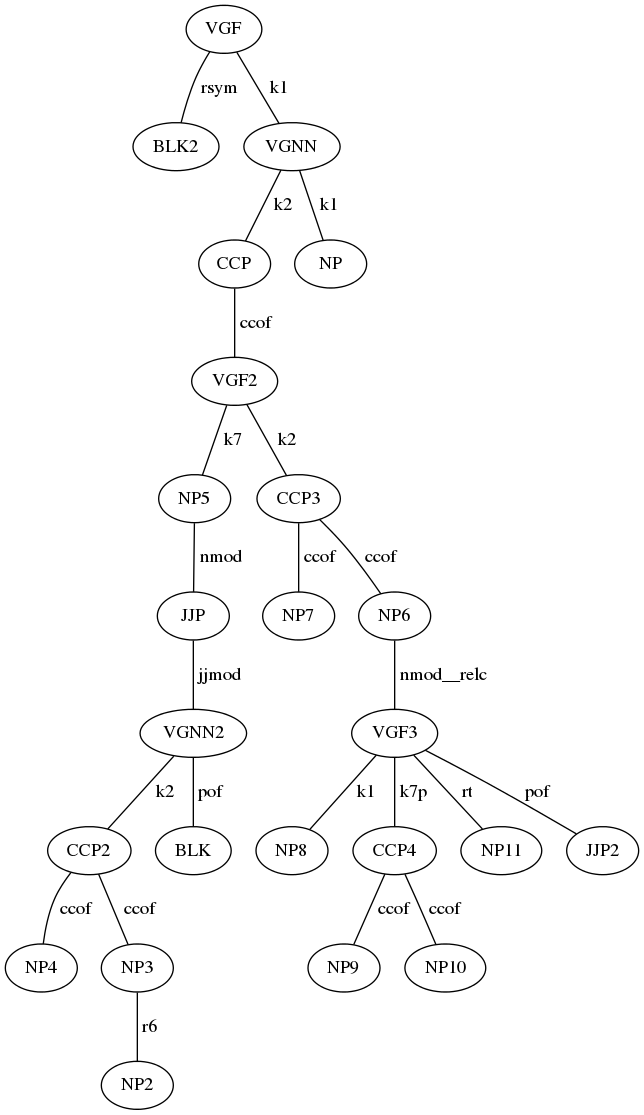 VGF
rsym k1
BLK2 VGNN
k2 k1
CCP NP
ccof
VGF2
k7 k2
NP5 CCP3
nmod ccof ccof
JJP NP7 NP6
jjmod nmod__relc
VGNN2 VGF3
k2 pof k1 k7p rt pof
CCP2 BLK NP8 CCP4 NP11 JJP2
ccof ccof ccof ccof
NP4 NP3 NP9 NP10
r6
NP2